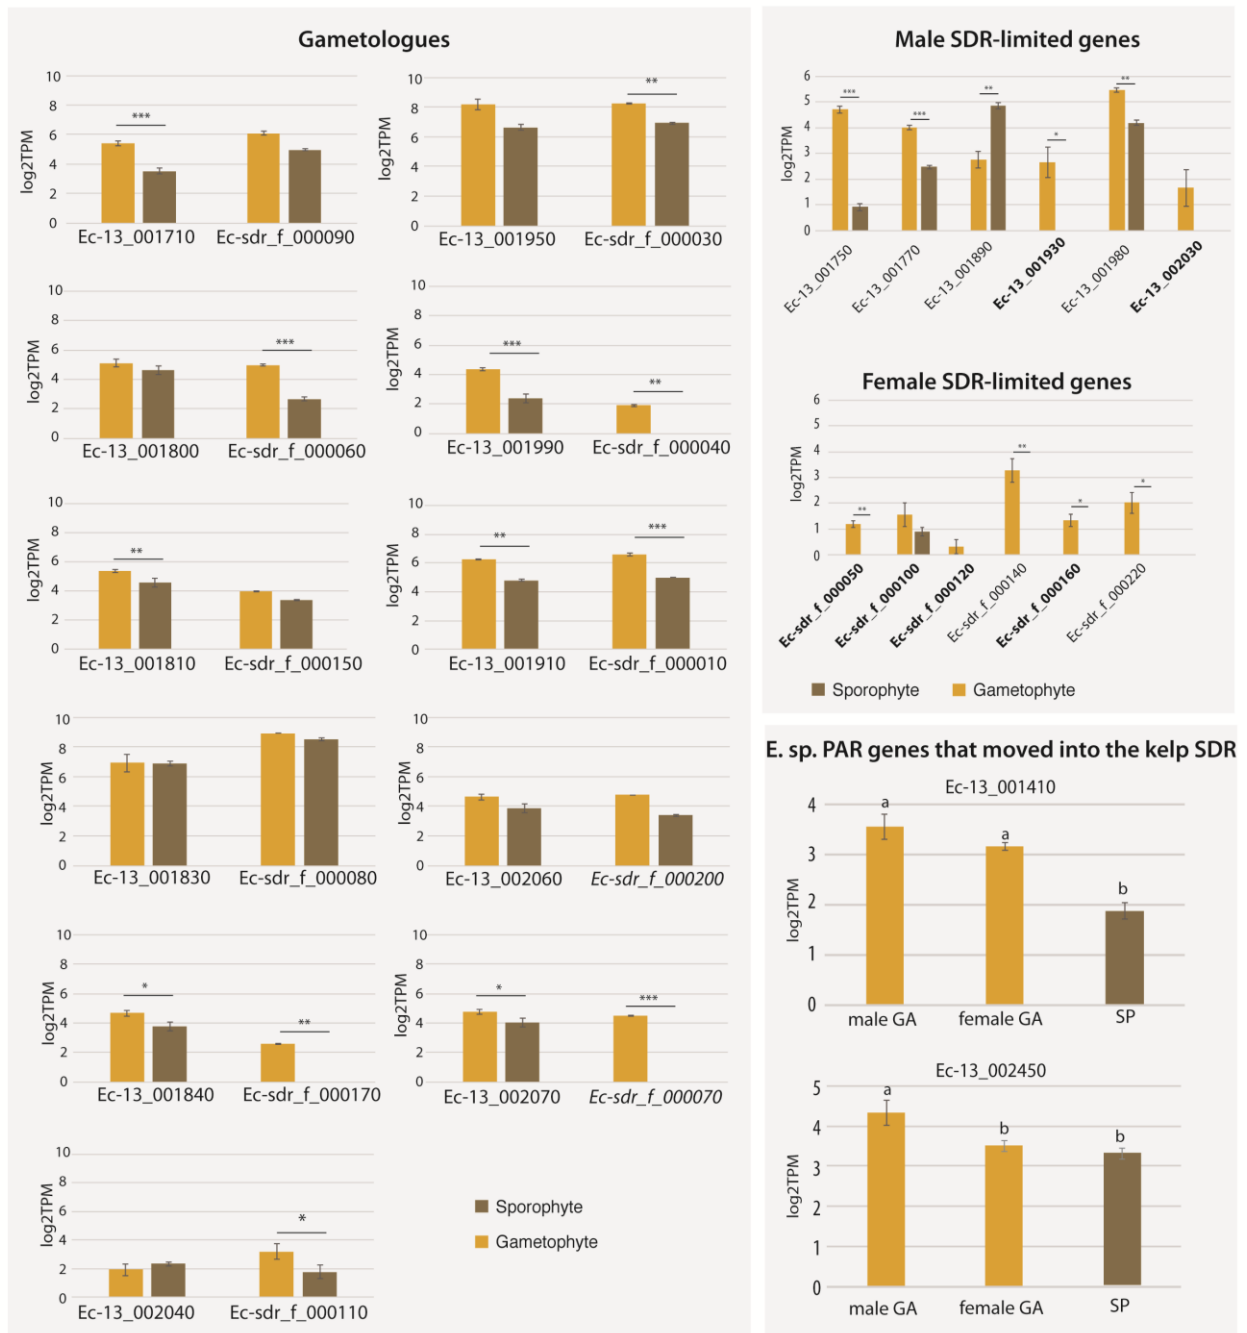 Gametologues
10
8
6
4
2
0
log2TPM
***
Ec-13_001710 Ec-sdr_f_000090
10
8
6
4
2
0
log2TPM
**
Ec-13_001950 Ec-sdr_f_000030
10
8
6
4
2
0
log2TPM
***
Ec-13_001800 Ec-sdr_f_000060
10
8
6
4
2
0
log2TPM
*** **
Ec-13_001990 Ec-sdr_f_000040
10
8
6
4
2
0
log2TPM
**
Ec-13_001810 Ec-sdr_f_000150
10
8
6
4
2
0
log2TPM
** ***
Ec-13_001910 Ec-sdr_f_000010
10
8
6
4
2
0
log2TPM
Ec-13_001830 Ec-sdr_f_000080
10
8
6
4
2
0
log2TPM
Ec-13_002060 Ec-sdr_f_000200
10
8
6
4
2
0
log2TPM
* **
Ec-13_001840 Ec-sdr_f_000170
10
8
6
4
2
0
log2TPM
* ***
Ec-13_002070 Ec-sdr_f_000070
10
8
6
4
2
0
log2TPM
*
Ec-13_002040 Ec-sdr_f_000110
Sporophyte
Gametophyte
Male SDR-limited genes
6
5
4
3
2
1
0
log2TPM
*** *** ** * **
Ec-13_001750
Ec-13_001770
Ec-13_001890
Ec-13_001930
Ec-13_001980
Ec-13_002030
Female SDR-limited genes
6
5
4
3
2
1
0
log2TPM
** ** * *
Ec-sdr_f_000050
Ec-sdr_f_000100
Ec-sdr_f_000120
Ec-sdr_f_000140
Ec-sdr_f_000160
Ec-sdr_f_000220
Sporophyte Gametophyte
E. sp. PAR genes that moved into the kelp SDR
Ec-13_001410
4
3
2
1
0
log2TPM
a a b
male GA female GA SP
Ec-13_002450
5
4
3
2
1
0
log2TPM
a b b
male GA female GA SP